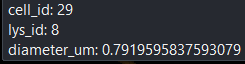 cell_id: 29
lys_id: 8
diameter_um: 0.7919595837593079